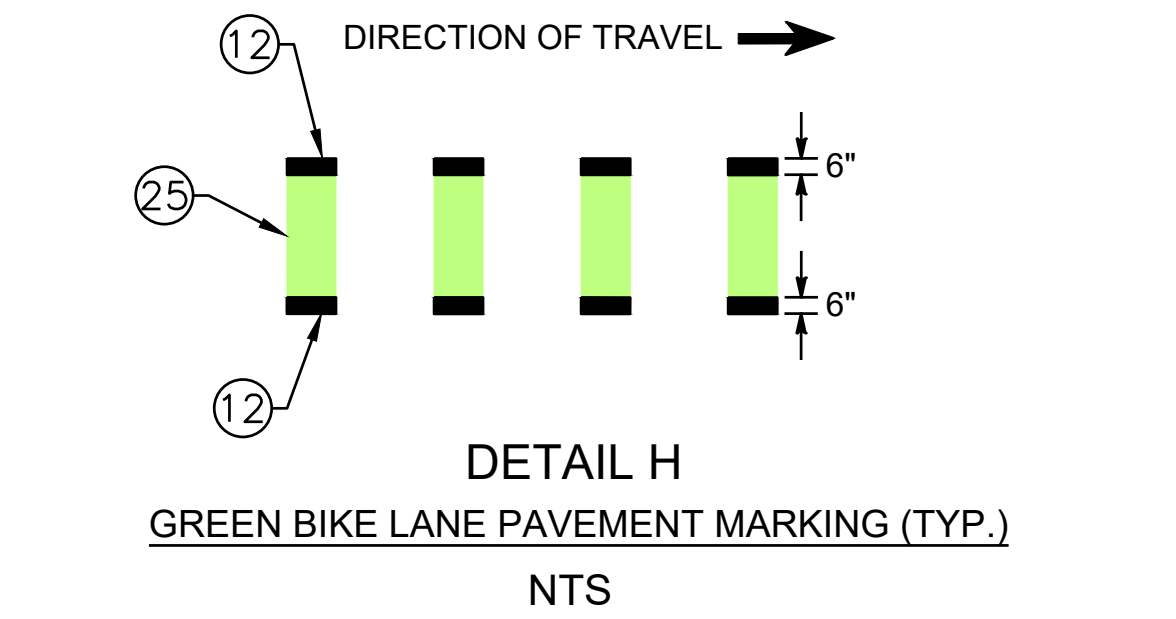 12
DIRECTION OF TRAVEL
6"
25
6"
12
DETAIL H
GREEN BIKE LANE PAVEMENT MARKING (TYP.)
NTS